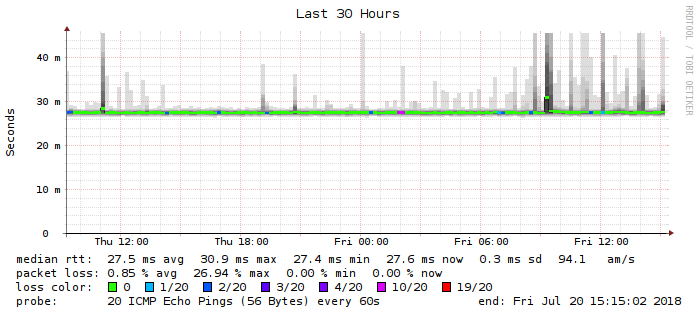 Last 30 Hours
RRDTOOL / TOBI OETIKER
Seconds
40 m
30 m
20 m
10 m
0
Thu 12:00 Thu 18:00 Fri 00:00 Fri 06:00 Fri 12:00
median rtt: 27.5 ms avg 30.9 ms max 27.4 ms min 27.6 ms now 0.3 ms sd 94.1 am/s
packet loss: 0.85 % avg 26.94 % max 0.00 % min 0.00 % now
loss color: 0 1/20 2/20 3/20 4/20 10/20 19/20
probe: 20 ICMP Echo Pings (56 Bytes) every 60s end: Fri Jul 20 15:15:02 2018